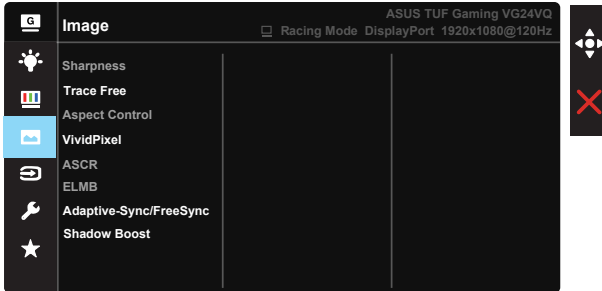 G
Image
ASUS TUF Gaming VG24VQ
Racing Mode DisplayPort 1920x1080@120Hz
Sharpness
Trace Free
Aspect Control
VividPixel
ASCR
ELMB
Adaptive-Sync/FreeSync
Shadow Boost